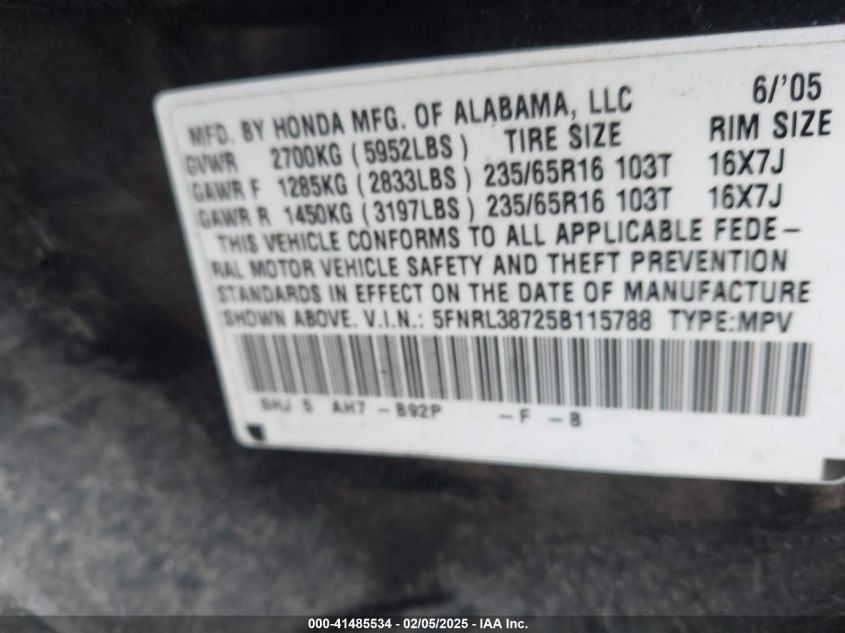 MFD. BY HONDA MFG. OF ALABAMA, LLC 6/'05
GVWR 2700KG (5952LBS) TIRE SIZE RIM SIZE
GAWR F 1285KG (2833LBS) 235/65R16 103T 16X7J
GAWR R 1450KG (3197LBS) 235/65R16 103T 16X7J
THIS VEHICLE CONFORMS TO ALL APPLICABLE FEDE-
RAL MOTOR VEHICLE SAFETY AND THEFT PREVENTION
STANDARDS IN EFFECT ON THE DATE OF MANUFACTURE
SHOWN ABOVE. V.I.N.: 5FNRL38725B115788 TYPE:MPV
SHJ 5 AH7 -B92P -F -B
000-41485534 - 02/05/2025 - IAA Inc.